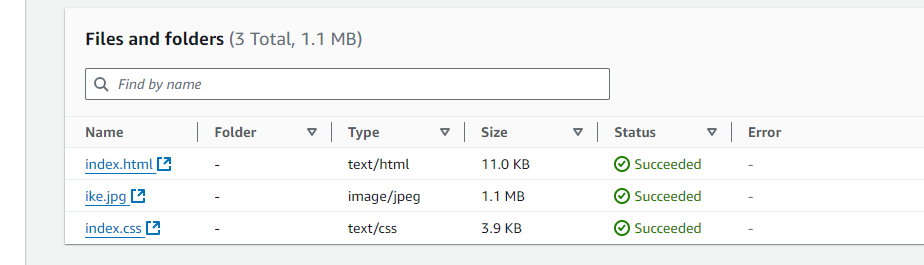 Files and folders (3 Total, 1.1 MB)
Find by name
Name Folder Type Size Status Error
index.html - text/html 11.0 KB Succeeded -
ike.jpg - image/jpeg 1.1 MB Succeeded -
index.css - text/css 3.9 KB Succeeded -